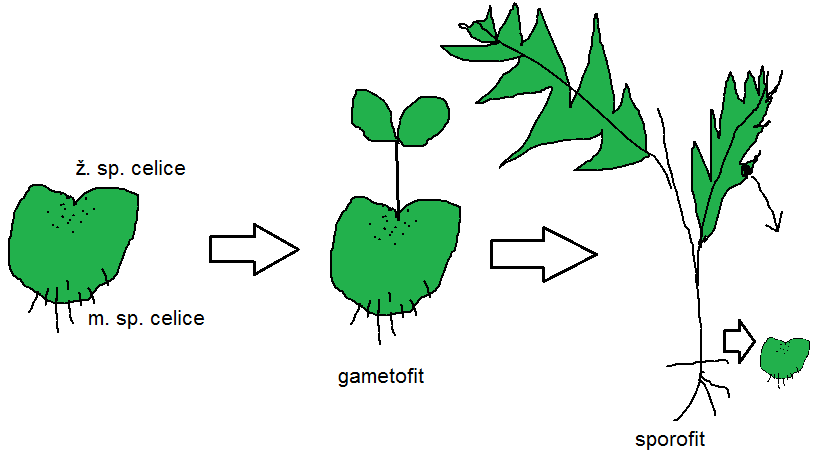 ž. sp. celice
m. sp. celice
gametofit
sporofit